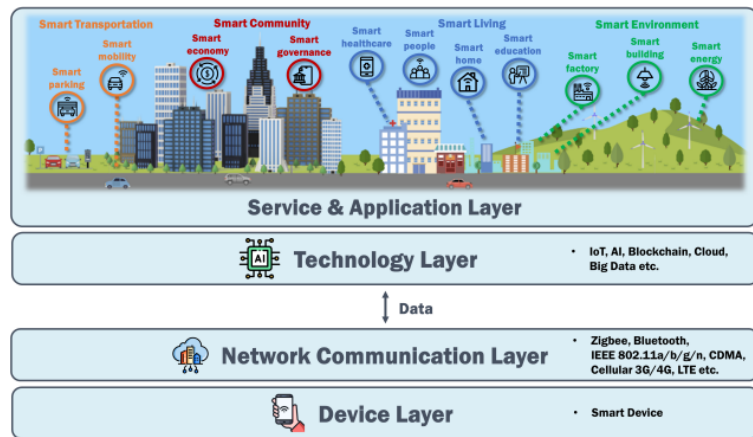 Smart Transportation
Smart Community
Smart Living
Smart Environment
Smart
parking
Smart
mobility
Smart
economy
Smart
governance
Smart
healthcare
Smart
people
Smart
home
Smart
education
Smart
factory
Smart
building
Smart
energy
Service & Application Layer
AI
Technology Layer
• IoT, AI, Blockchain, Cloud,
Big Data etc.
Data
Network Communication Layer
• Zigbee, Bluetooth,
IEEE 802.11a/b/g/n, CDMA,
Cellular 3G/4G, LTE etc.
Device Layer
• Smart Device